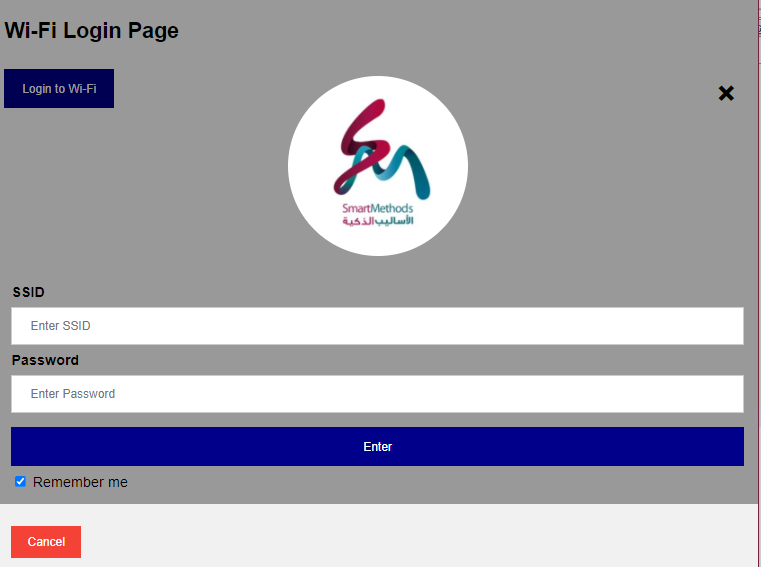 Wi-Fi Login Page
Login to Wi-Fi
SmartMethods
الأساليب الذكية
SSID
Enter SSID
Password
Enter Password
Enter
Remember me
Cancel